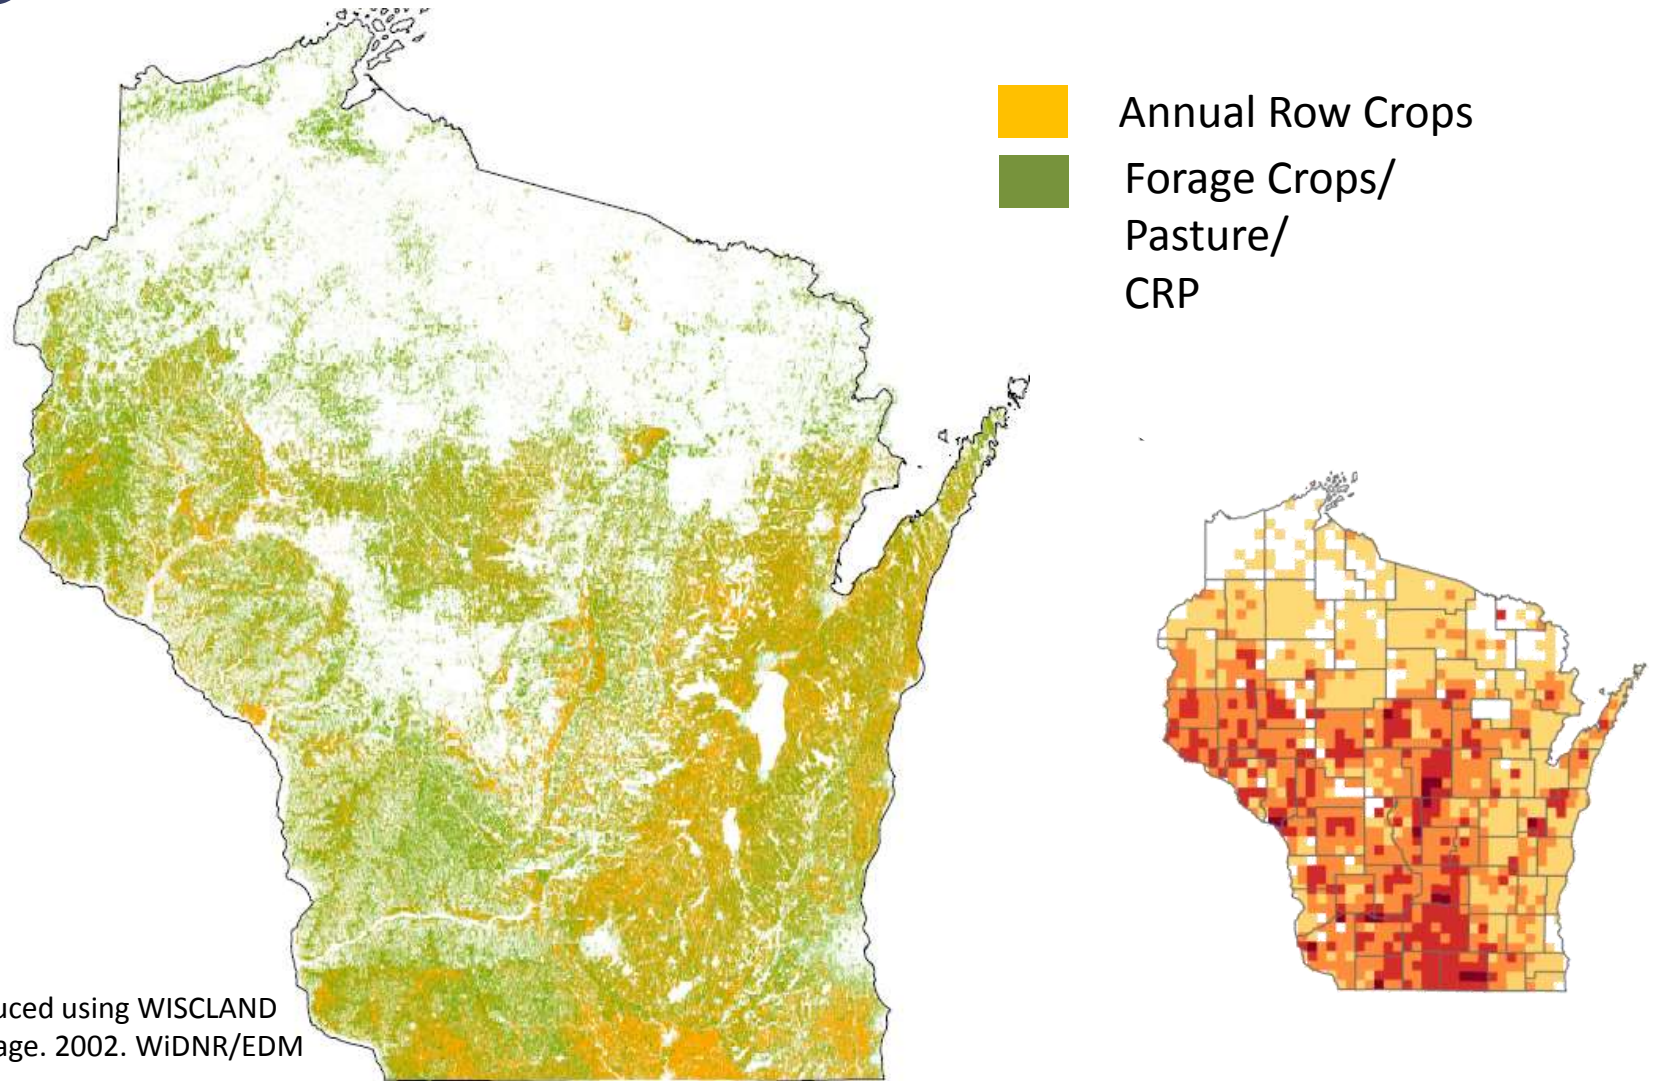 Annual Row Crops
Forage Crops/
Pasture/
CRP
uced using WISCLAND
age. 2002. WiDNR/EDM